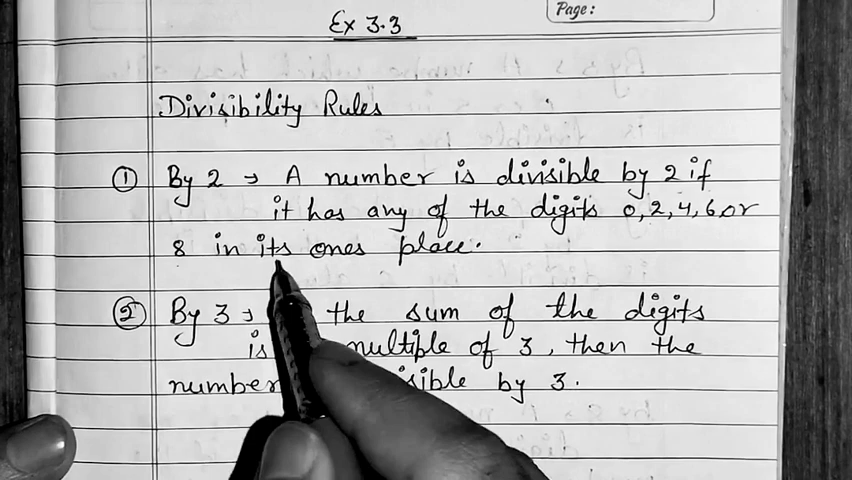 Page:
Ex 3.3
Divisibility Rules
① By 2 → A number is divisible by 2 if
it has any of the digits 0, 2, 4, 6, or
8 in its ones place.
② By 3 → the sum of the digits
is multiple of 3, then the
number by 3.